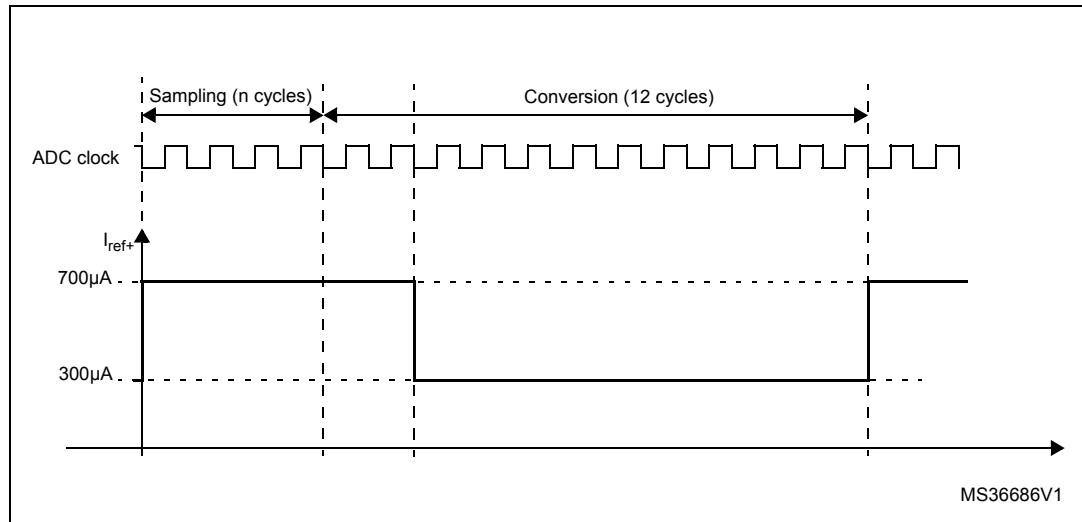 Sampling (n cycles)
Conversion (12 cycles)
ADC clock
Iref+
700µA
300µA
MS36686V1